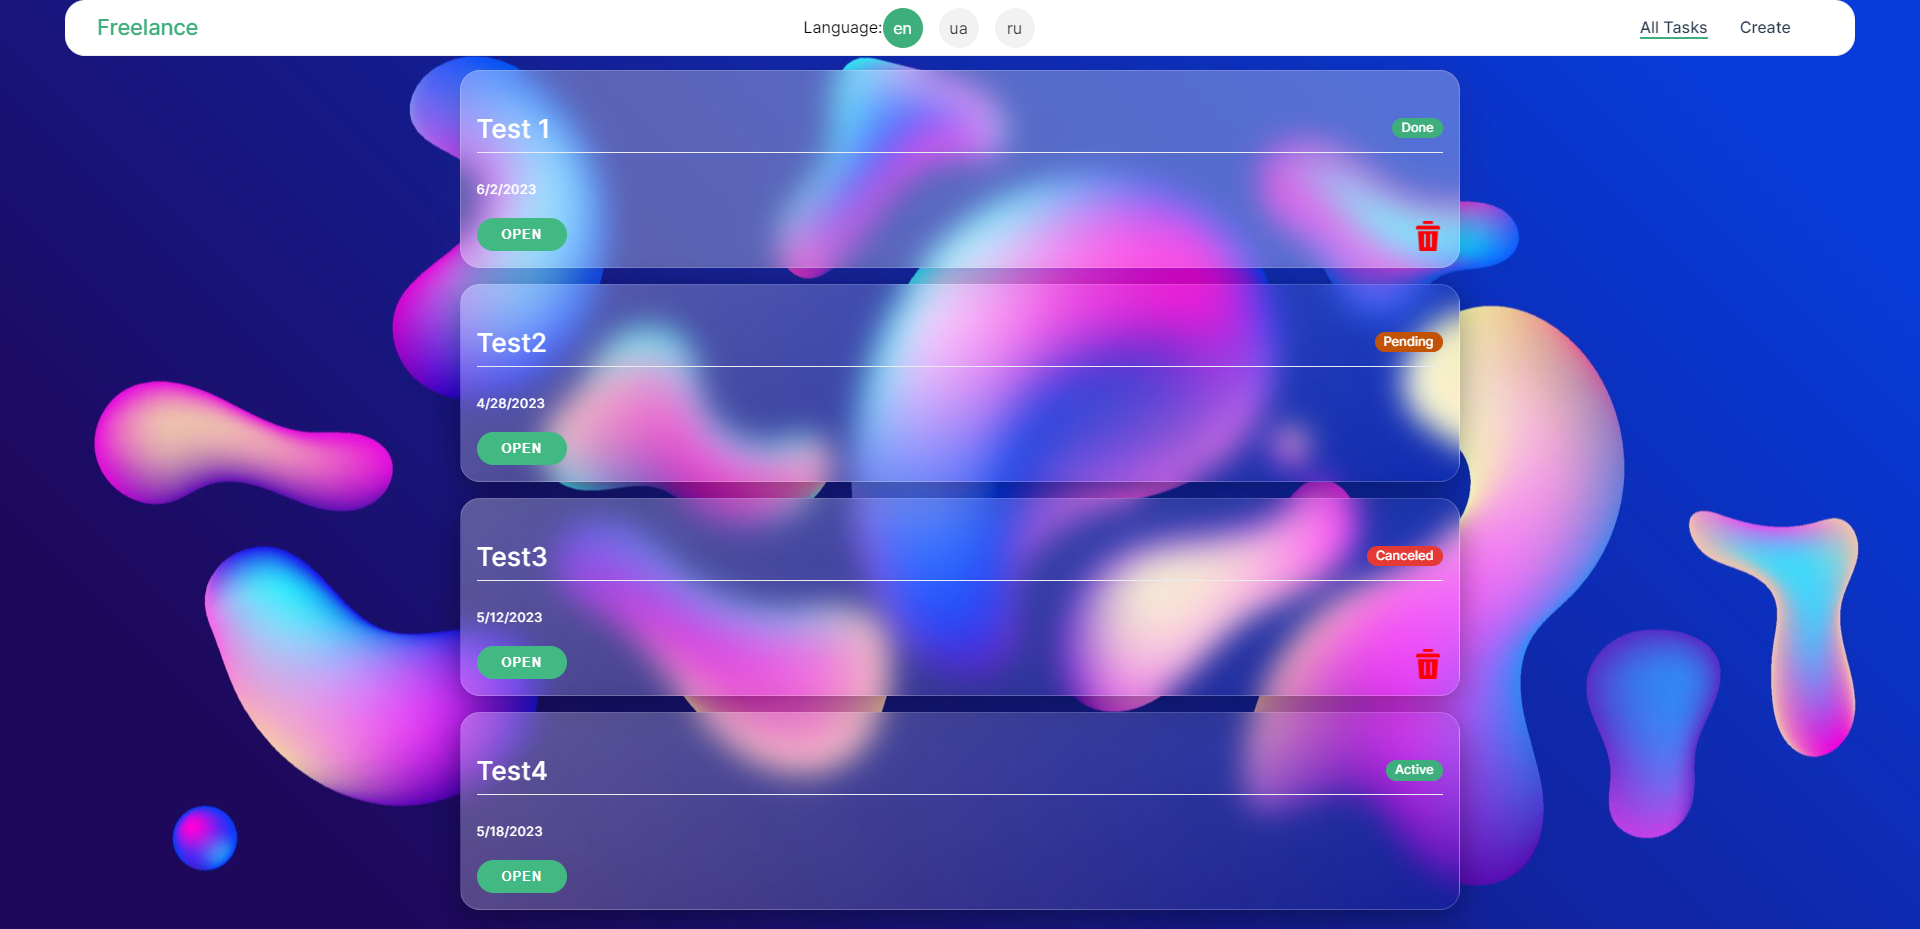 Freelance
Language: en ua ru
All Tasks Create
Test 1
Done
6/2/2023
OPEN
Test2
Pending
4/28/2023
OPEN
Test3
Canceled
5/12/2023
OPEN
Test4
Active
5/18/2023
OPEN